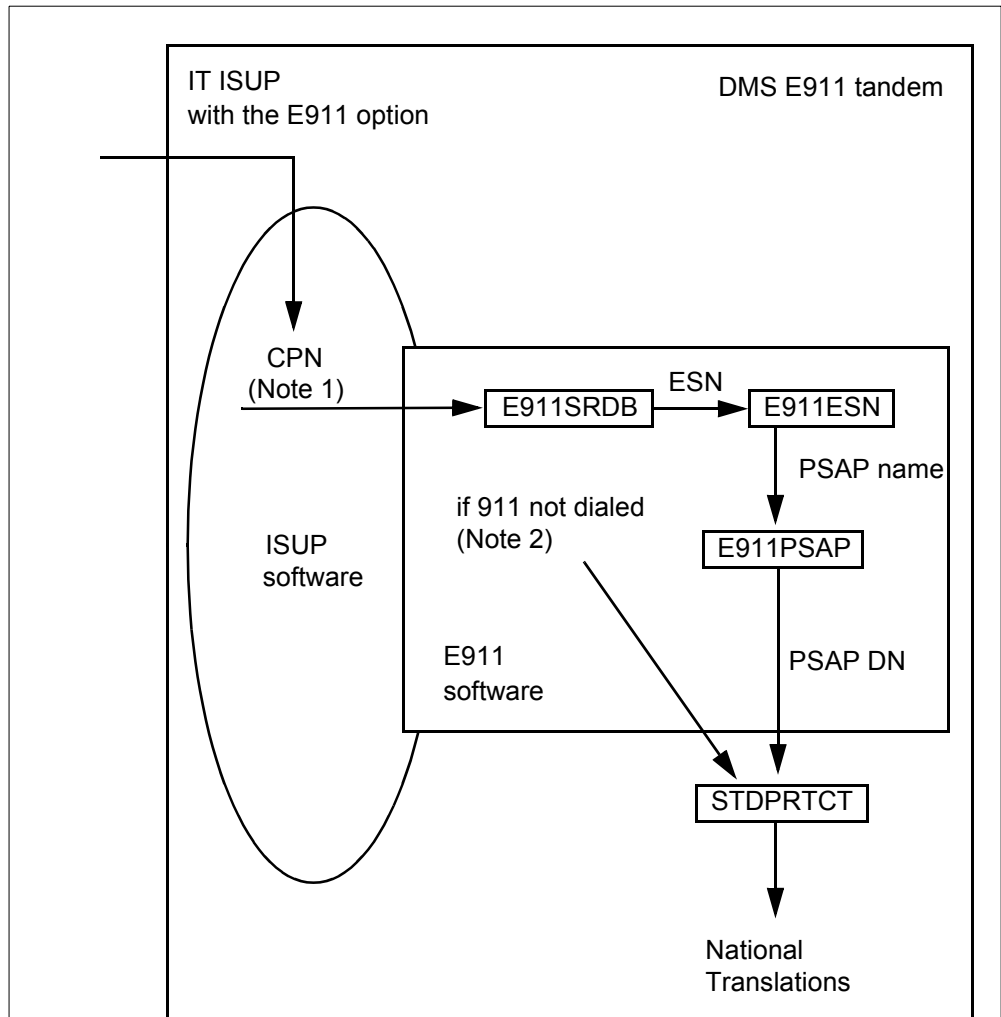 IT ISUP
with the E911 option
DMS E911 tandem
CPN
(Note 1)
E911SRDB
ESN
E911ESN
PSAP name
if 911 not dialed
(Note 2)
E911PSAP
ISUP
software
E911
software
PSAP DN
STDPRTCT
National
Translations